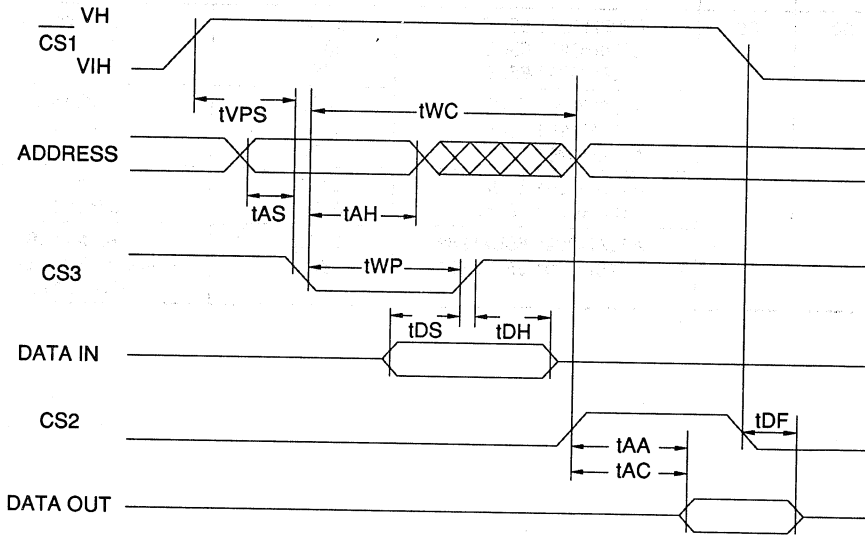 VH
CS1
VIH
tVPS
tWC
ADDRESS
tAS
tAH
CS3
tWP
tDS
tDH
DATA IN
CS2
tDF
tAA
tAC
DATA OUT